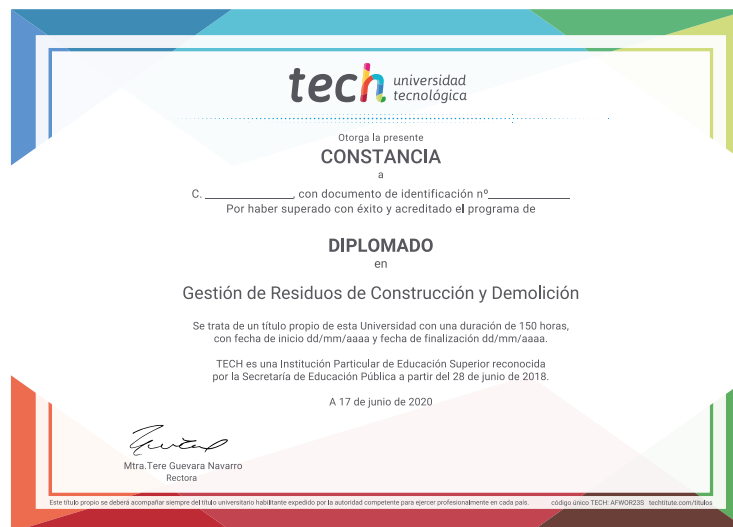 tech universidad
tecnológica
Otorga la presente
CONSTANCIA
a
C. ______________, con documento de identificación nº______________
Por haber superado con éxito y acreditado el programa de
DIPLOMADO
en
Gestión de Residuos de Construcción y Demolición
Se trata de un título propio de esta Universidad con una duración de 150 horas,
con fecha de inicio dd/mm/aaaa y fecha de finalización dd/mm/aaaa.
TECH es una Institución Particular de Educación Superior reconocida
por la Secretaría de Educación Pública a partir del 28 de junio de 2018.
A 17 de junio de 2020
Mtra.Tere Guevara Navarro
Rectora
Este título propio se deberá acompañar siempre del título universitario habilitante expedido por la autoridad competente para ejercer profesionalmente en cada país. código único TECH: AFWOR23S techtitute.com/titulos